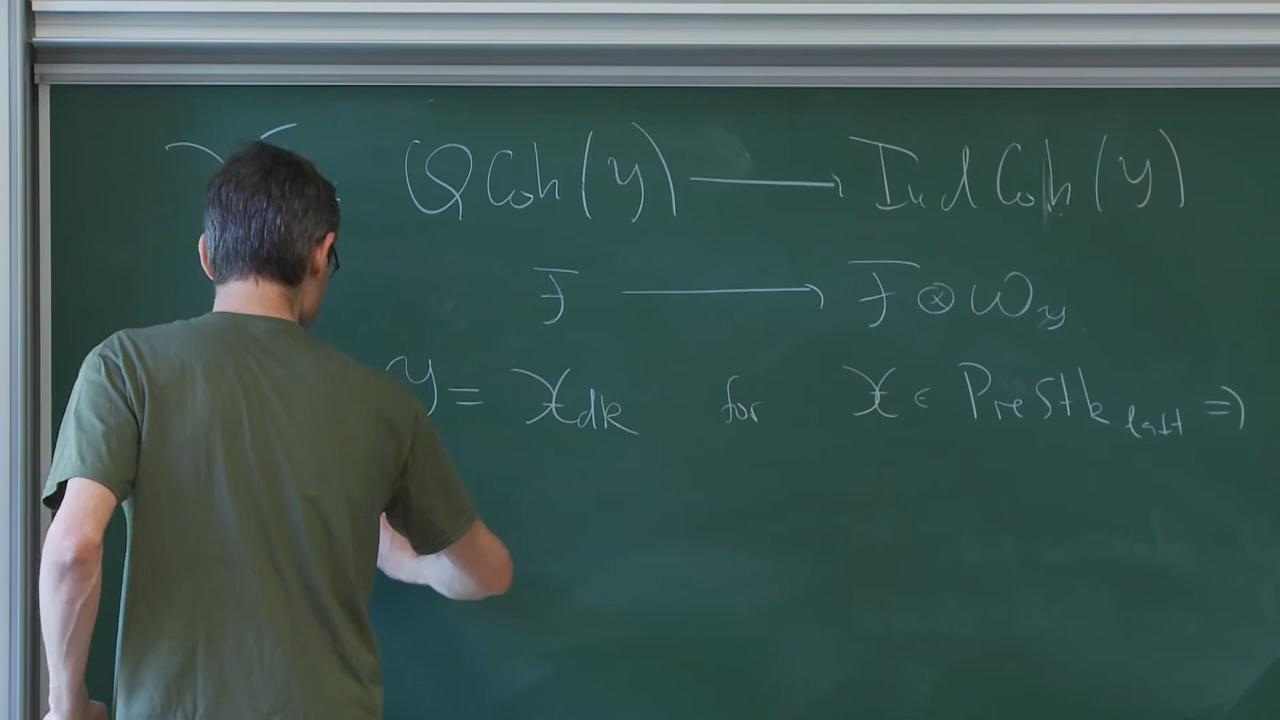 QCoh(Y) ⟶ IndCoh(Y)
F ⟶ F ⊗ ω_Y
Y = X_dR for X ∈ PreStk_laft ⇒